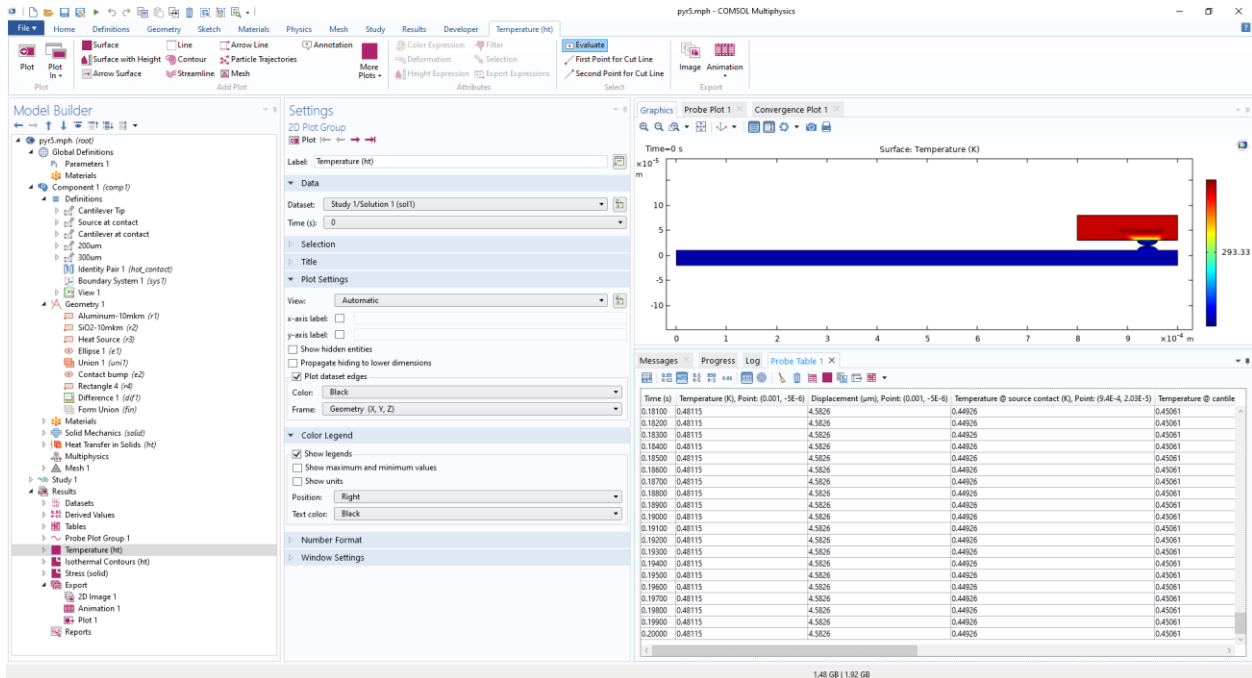 pyr5.mph - COMSOL Multiphysics
File Home Definitions Geometry Sketch Materials Physics Mesh Study Results Developer Temperature (ht)
Plot
Plot In
Plot
Surface
Surface with Height
Arrow Surface
Line
Contour
Streamline
Arrow Line
Particle Trajectories
Mesh
Annotation
More Plots
Add Plot
Color Expression
Deformation
Height Expression
Filter
Selection
Export Expressions
Attributes
Evaluate
First Point for Cut Line
Second Point for Cut Line
Select
Image
Animation
Export
Model Builder
pyr5.mph (root)
Global Definitions
Pi Parameters 1
Materials
Component 1 (comp1)
Definitions
Cantilever Tip
Source at contact
Cantilever at contact
200um
300um
Identity Pair 1 (hot_contact)
Boundary System 1 (sys1)
View 1
Geometry 1
Aluminum-10mkm (r1)
SiO2-10mkm (r2)
Heat Source (r3)
Ellipse 1 (e1)
Union 1 (uni1)
Contact bump (e2)
Rectangle 4 (r4)
Difference 1 (dif1)
Form Union (fin)
Materials
Solid Mechanics (solid)
Heat Transfer in Solids (ht)
Multiphysics
Mesh 1
Study 1
Results
Datasets
Derived Values
Tables
Probe Plot Group 1
Temperature (ht)
Isothermal Contours (ht)
Stress (solid)
Export
2D Image 1
Animation 1
Plot 1
Reports
Settings
2D Plot Group
Plot
Label: Temperature (ht)
Data
Dataset: Study 1/Solution 1 (sol1)
Time (s): 0
Selection
Title
Plot Settings
View: Automatic
x-axis label:
y-axis label:
Show hidden entities
Propagate hiding to lower dimensions
Plot dataset edges
Color: Black
Frame: Geometry (X, Y, Z)
Color Legend
Show legends
Show maximum and minimum values
Show units
Position: Right
Text color: Black
Number Format
Window Settings
Graphics Probe Plot 1 Convergence Plot 1
Time=0 s Surface: Temperature (K)
×10⁻⁵
m
10
5
0
-5
-10
0 1 2 3 4 5 6 7 8 9 ×10⁻⁴ m
293.33
Messages Progress Log Probe Table 1
Time (s) Temperature (K), Point: (0.001, -5E-6) Displacement (µm), Point: (0.001, -5E-6) Temperature @ source contact (K), Point: (9.4E-4, 2.03E-5) Temperature @ cantile
0.18100 0.48115 4.5826 0.44926 0.45061
0.18200 0.48115 4.5826 0.44926 0.45061
0.18300 0.48115 4.5826 0.44926 0.45061
0.18400 0.48115 4.5826 0.44926 0.45061
0.18500 0.48115 4.5826 0.44926 0.45061
0.18600 0.48115 4.5826 0.44926 0.45061
0.18700 0.48115 4.5826 0.44926 0.45061
0.18800 0.48115 4.5826 0.44926 0.45061
0.18900 0.48115 4.5826 0.44926 0.45061
0.19000 0.48115 4.5826 0.44926 0.45061
0.19100 0.48115 4.5826 0.44926 0.45061
0.19200 0.48115 4.5826 0.44926 0.45061
0.19300 0.48115 4.5826 0.44926 0.45061
0.19400 0.48115 4.5826 0.44926 0.45061
0.19500 0.48115 4.5826 0.44926 0.45061
0.19600 0.48115 4.5826 0.44926 0.45061
0.19700 0.48115 4.5826 0.44926 0.45061
0.19800 0.48115 4.5826 0.44926 0.45061
0.19900 0.48115 4.5826 0.44926 0.45061
0.20000 0.48115 4.5826 0.44926 0.45061
1.48 GB | 1.92 GB